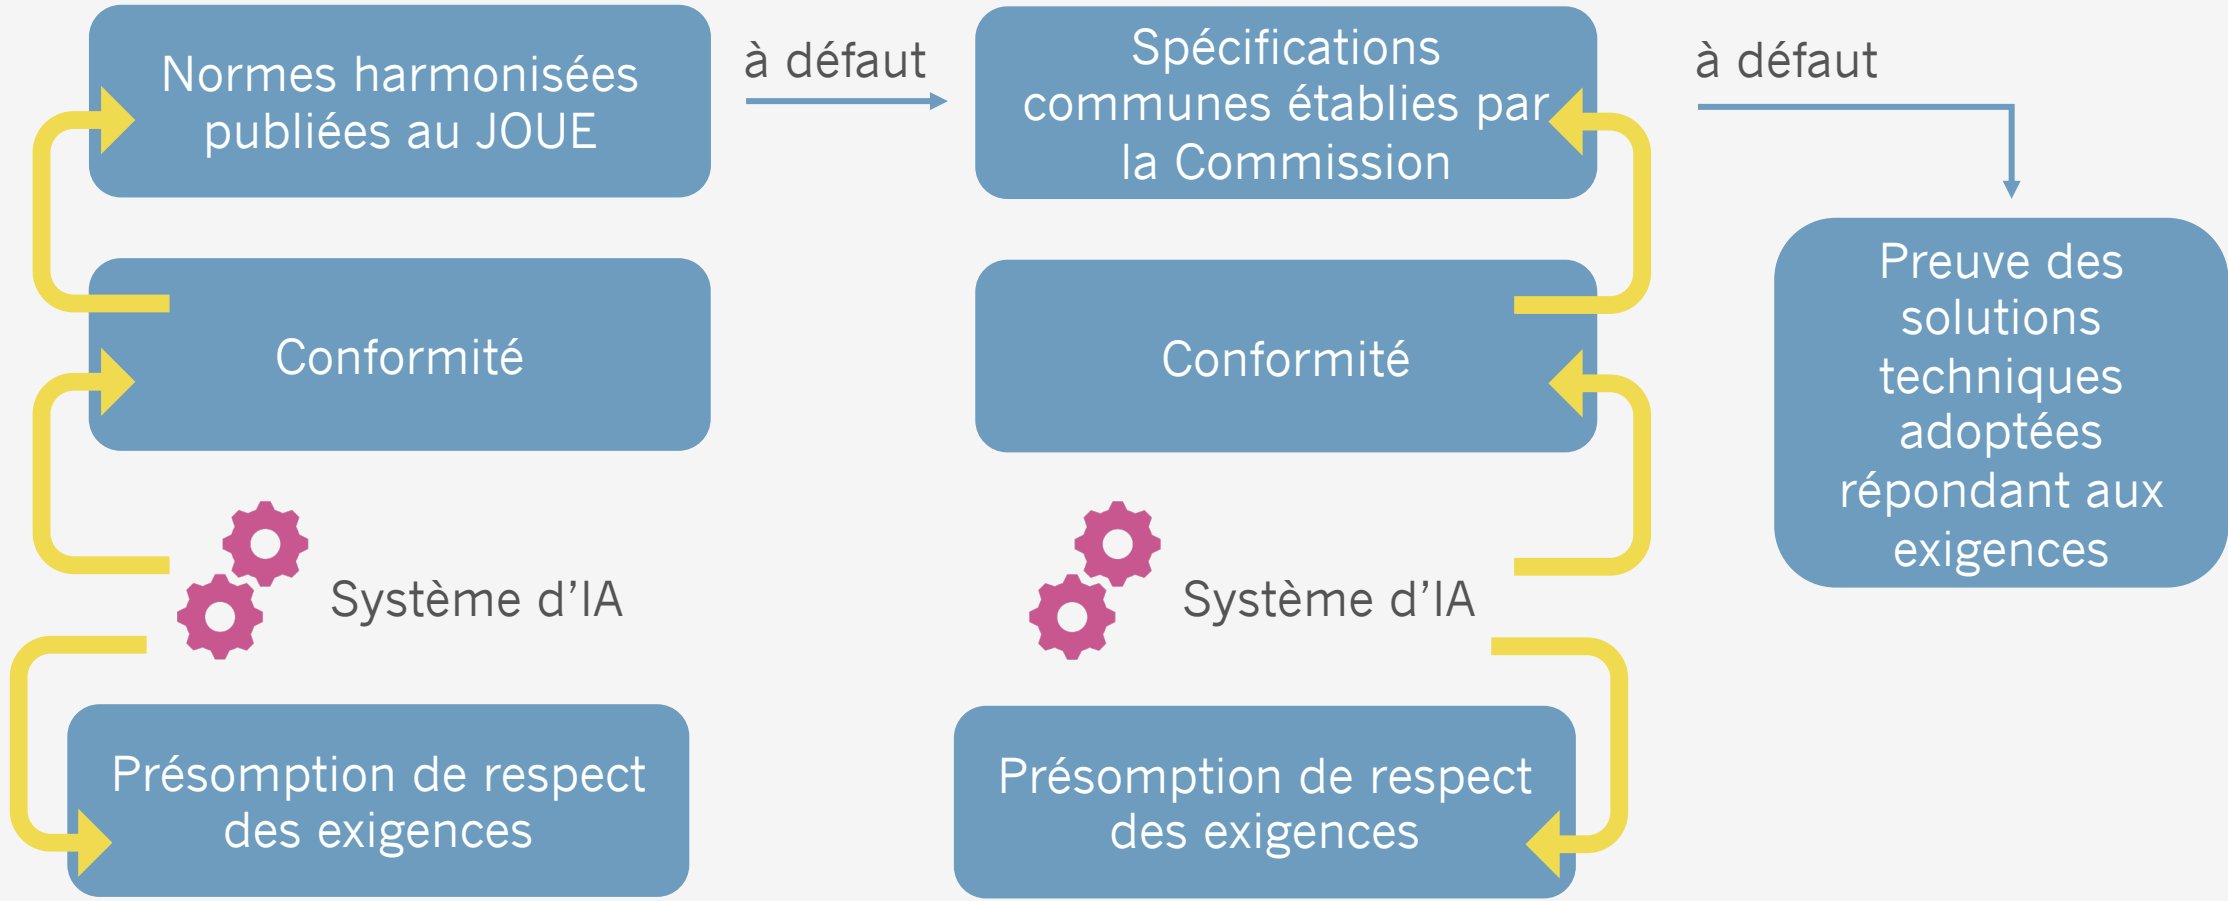 Normes harmonisées
publiées au JOUE
à défaut
Spécifications
communes établies par
la Commission
à défaut
Conformité
Conformité
Preuve des
solutions
techniques
adoptées
répondant aux
exigences
Système d’IA
Système d’IA
Présomption de respect
des exigences
Présomption de respect
des exigences